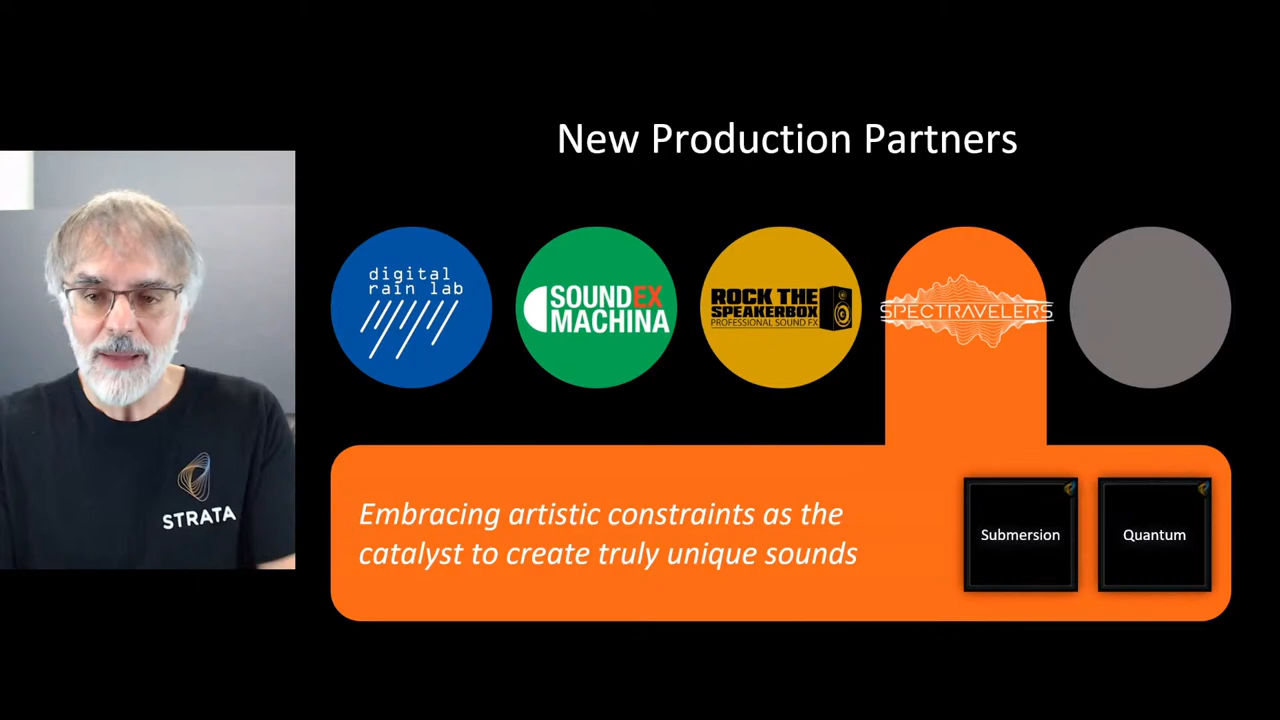 New Production Partners
digital
rain lab
SOUNDEX
MACHINA
ROCK THE
SPEAKERBOX
PROFESSIONAL SOUND FX
SPECTRAVELERS
STRATA
Embracing artistic constraints as the
catalyst to create truly unique sounds
Submersion
Quantum